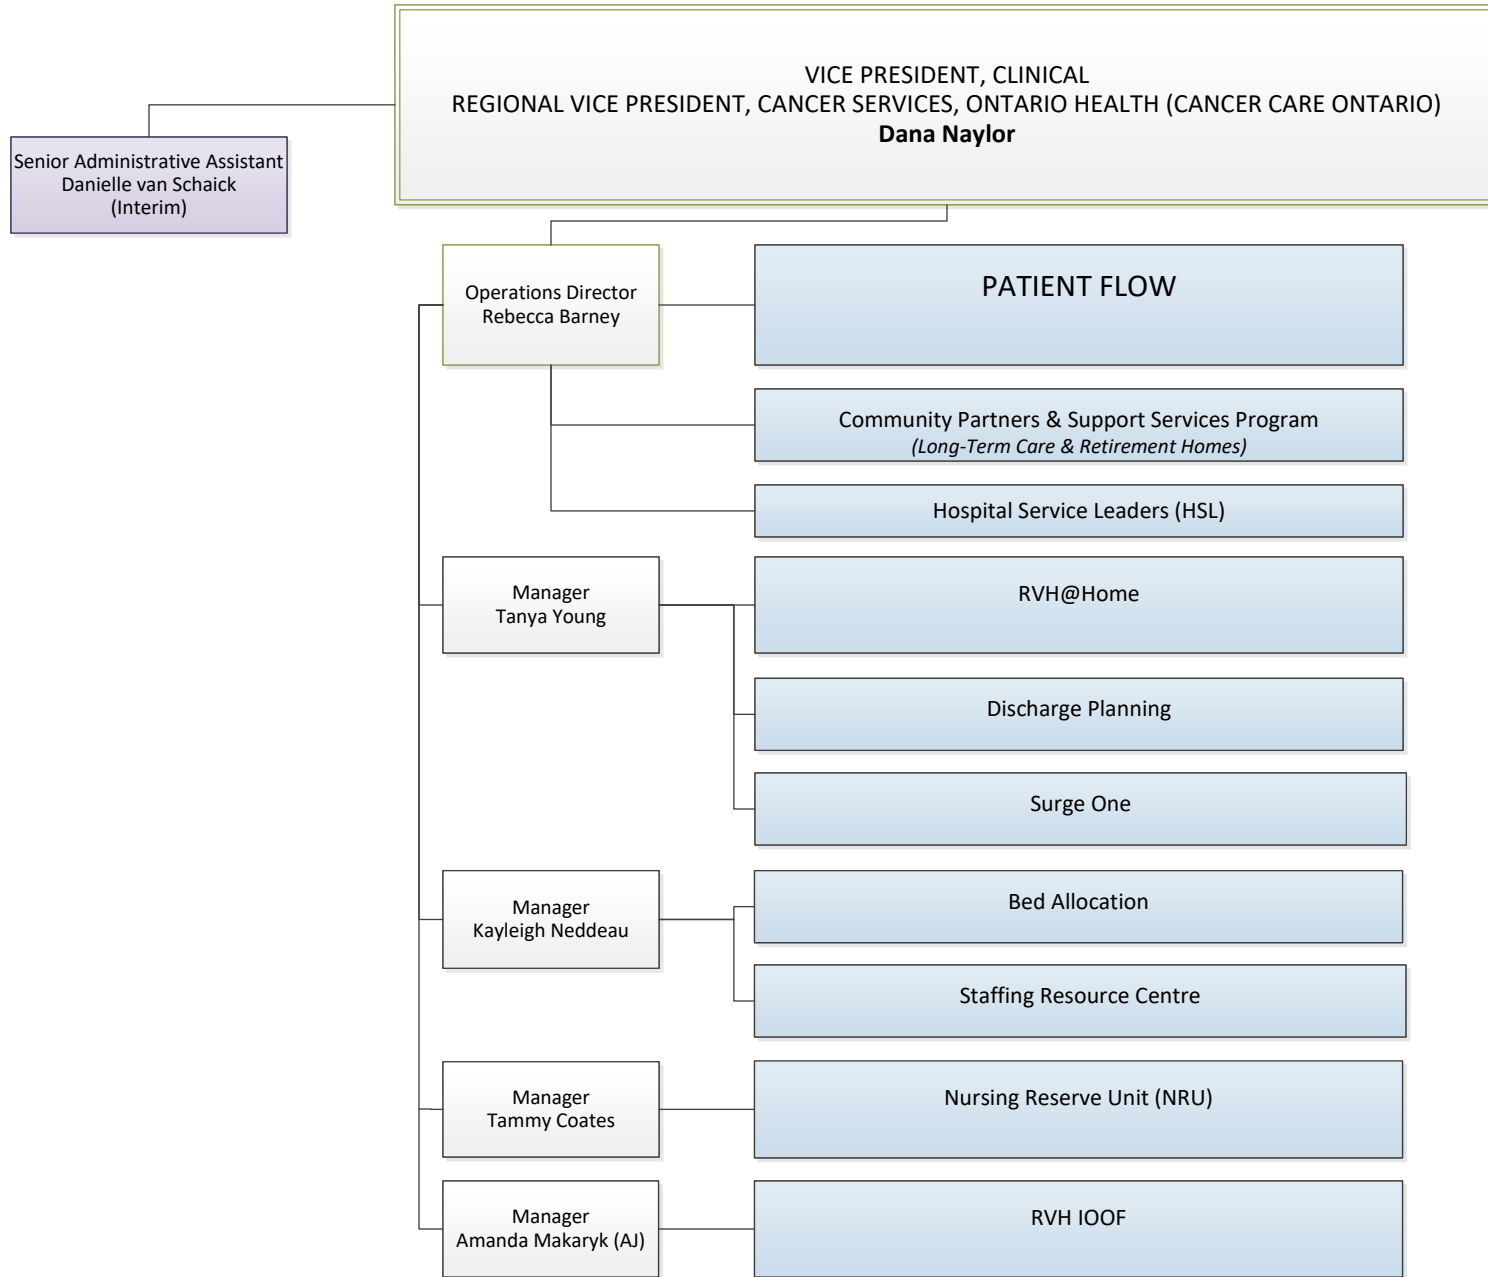 VICE PRESIDENT, CLINICAL
REGIONAL VICE PRESIDENT, CANCER SERVICES, ONTARIO HEALTH (CANCER CARE ONTARIO)
Dana Naylor
Senior Administrative Assistant
Danielle van Schaick
(Interim)
Operations Director
Rebecca Barney
PATIENT FLOW
Community Partners & Support Services Program
(Long-Term Care & Retirement Homes)
Hospital Service Leaders (HSL)
Manager
Tanya Young
RVH@Home
Discharge Planning
Surge One
Manager
Kayleigh Neddeau
Bed Allocation
Staffing Resource Centre
Manager
Tammy Coates
Nursing Reserve Unit (NRU)
Manager
Amanda Makaryk (AJ)
RVH IOOF